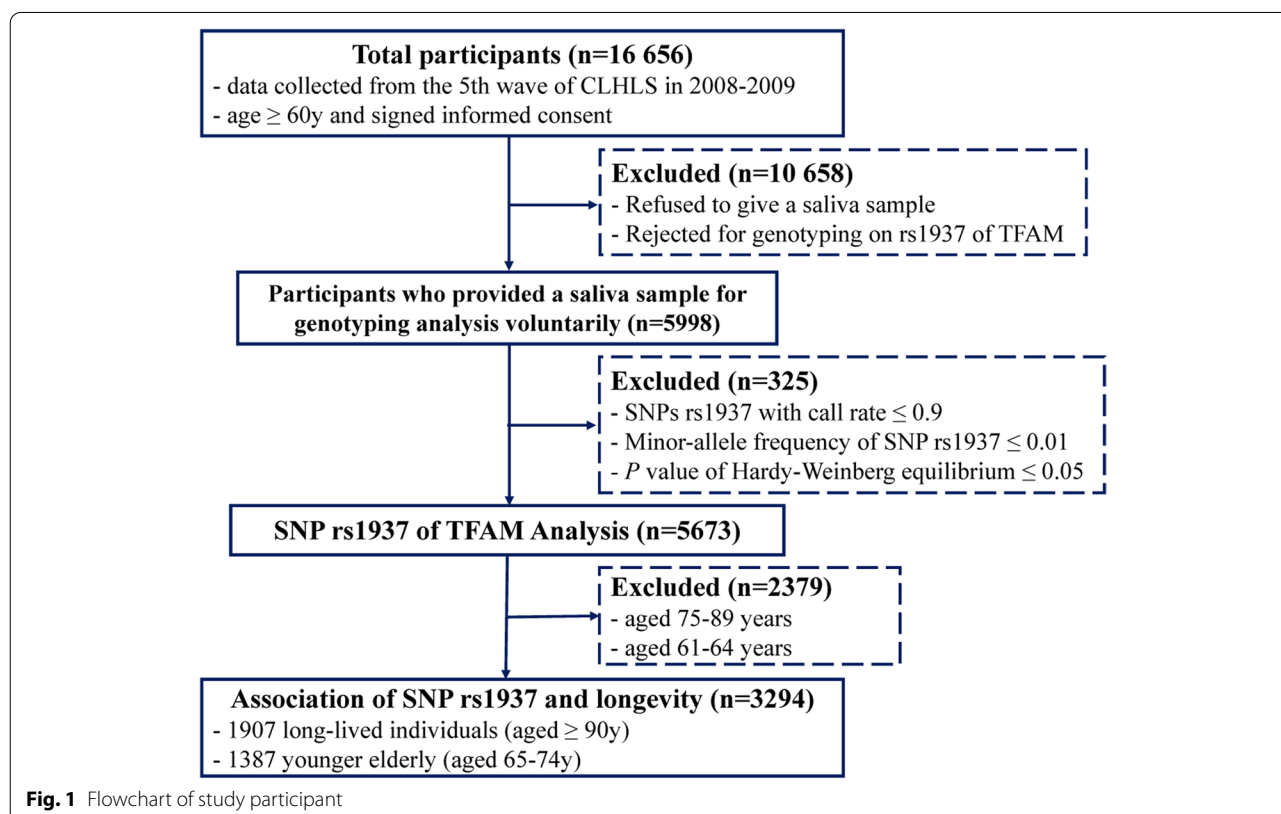 Total participants (n=16 656)
- data collected from the 5th wave of CLHLS in 2008-2009
- age ≥ 60y and signed informed consent
Excluded (n=10 658)
- Refused to give a saliva sample
- Rejected for genotyping on rs1937 of TFAM
Participants who provided a saliva sample for
genotyping analysis voluntarily (n=5998)
Excluded (n=325)
- SNPs rs1937 with call rate ≤ 0.9
- Minor-allele frequency of SNP rs1937 ≤ 0.01
- P value of Hardy-Weinberg equilibrium ≤ 0.05
SNP rs1937 of TFAM Analysis (n=5673)
Excluded (n=2379)
- aged 75-89 years
- aged 61-64 years
Association of SNP rs1937 and longevity (n=3294)
- 1907 long-lived individuals (aged ≥ 90y)
- 1387 younger elderly (aged 65-74y)
Fig. 1 Flowchart of study participant